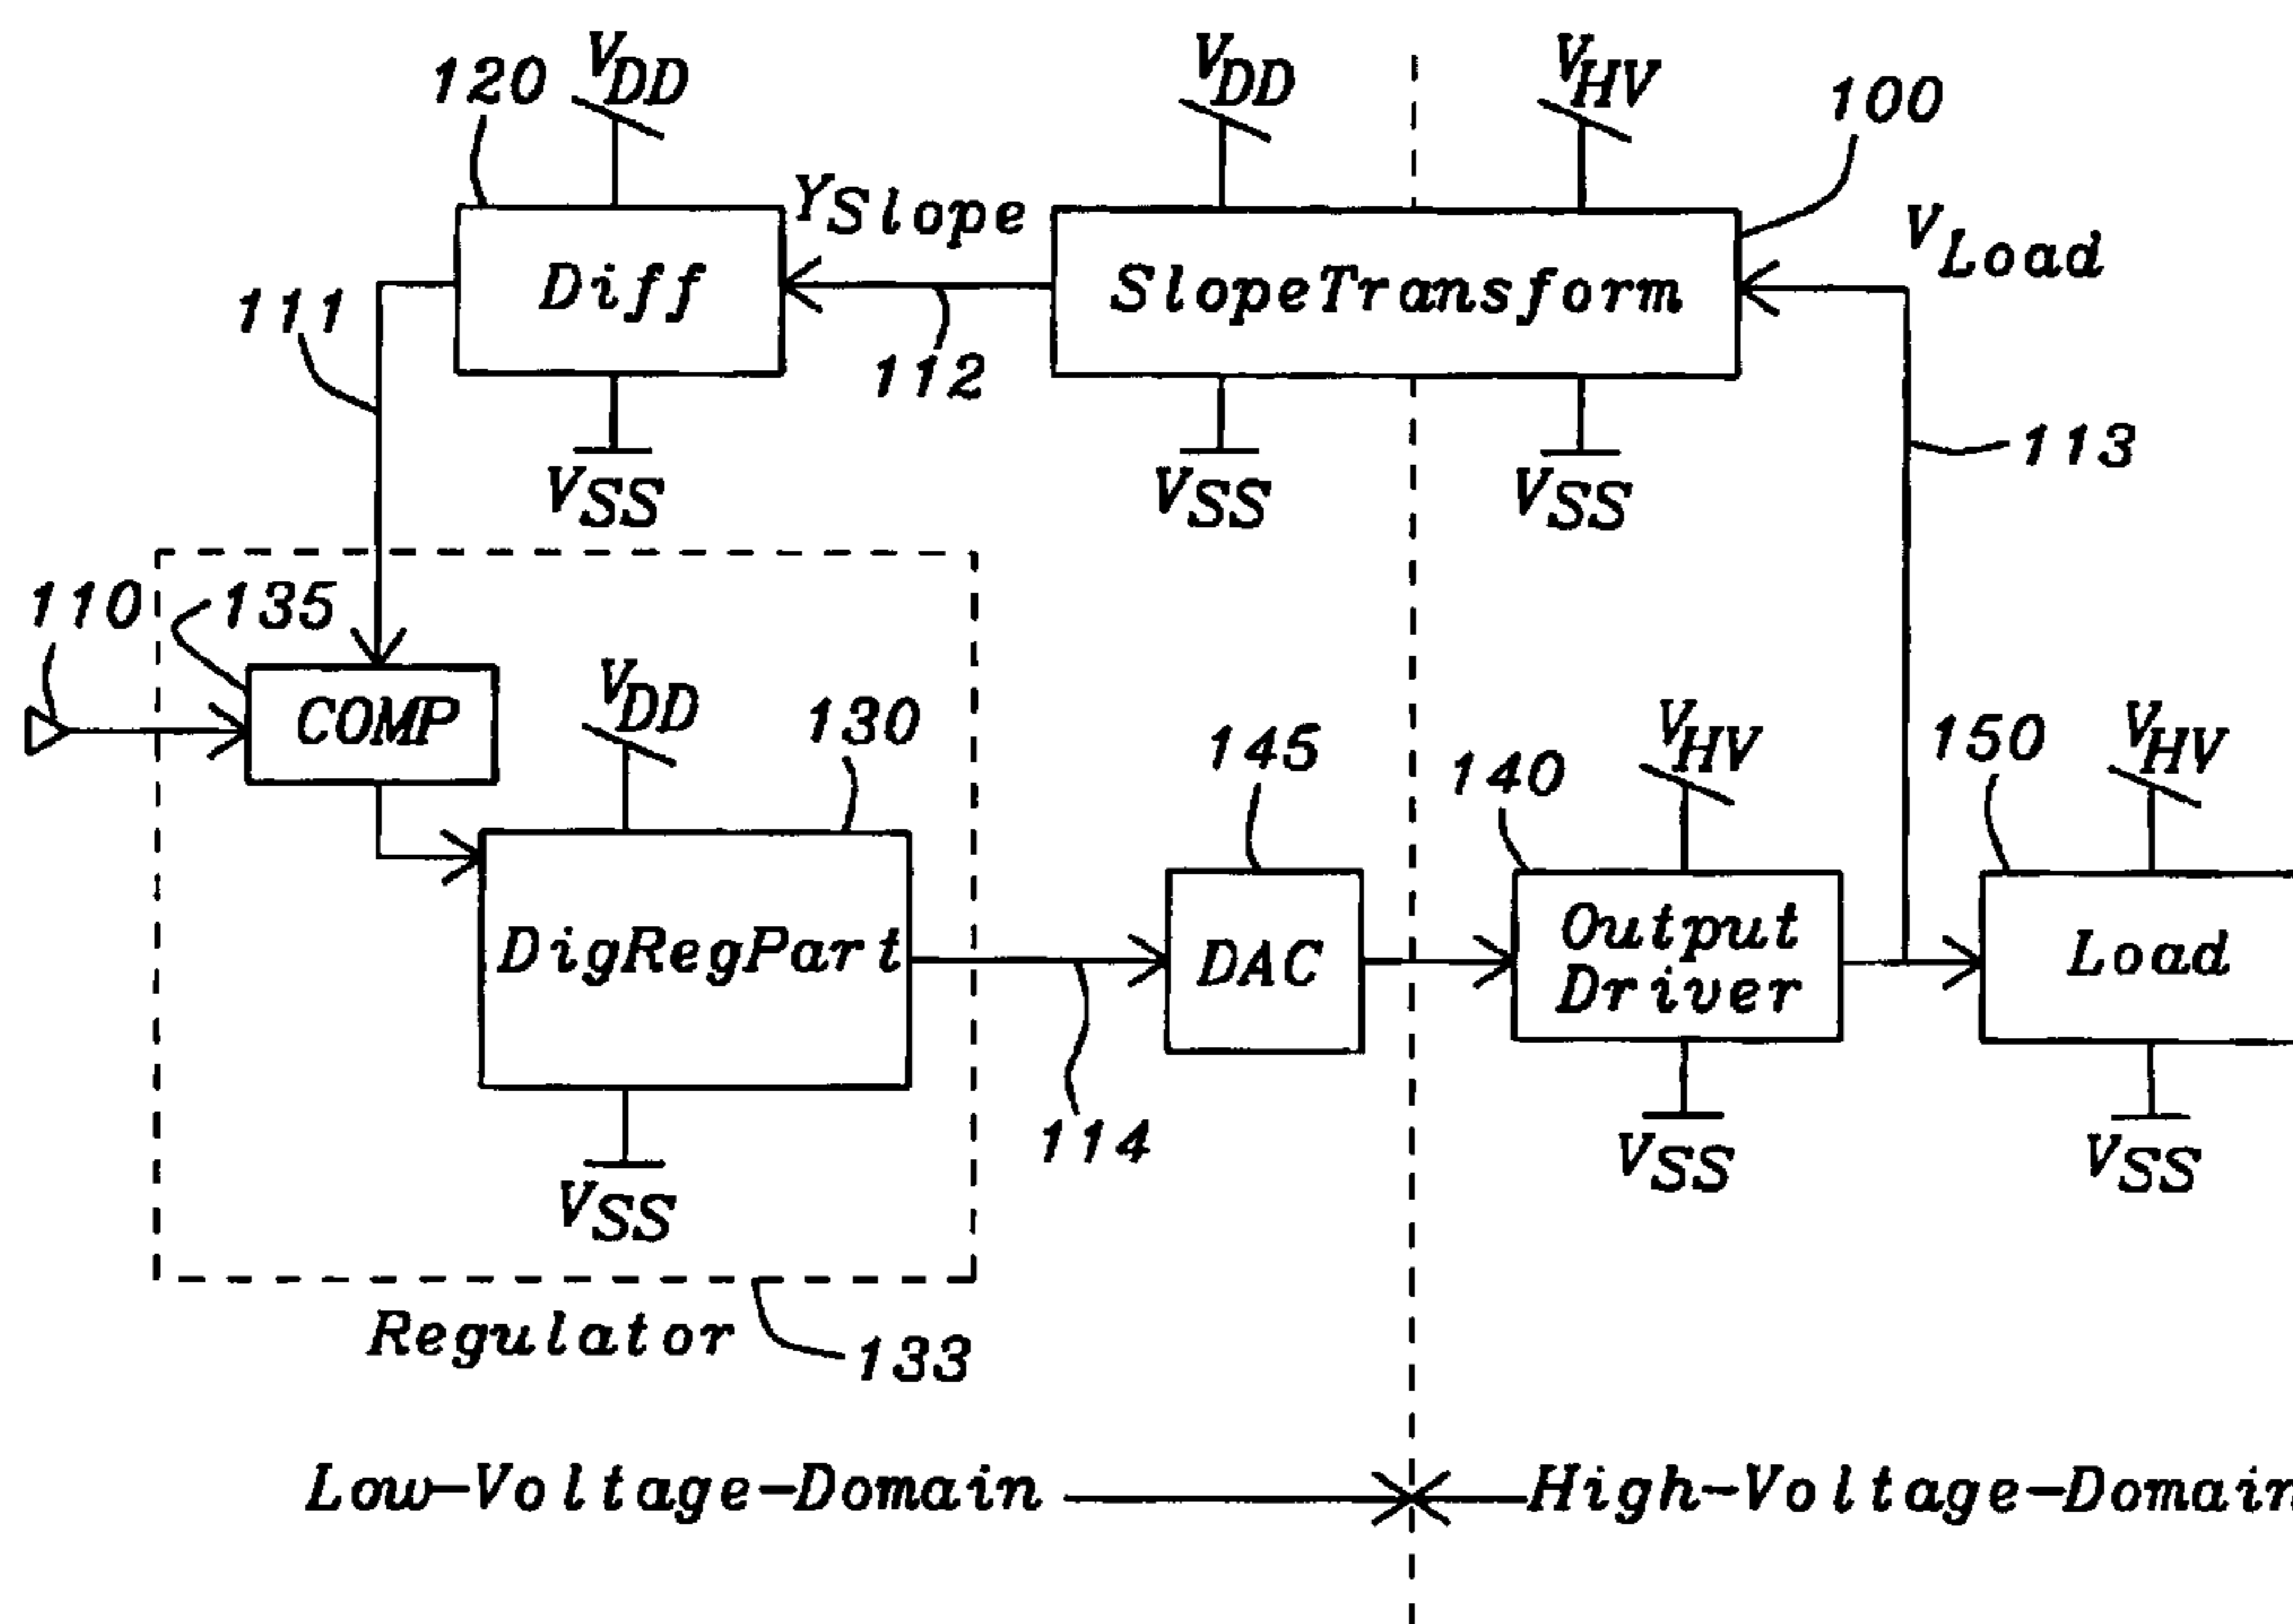 120
VDD
VDD
VHV
100
YSlope
VLoad
Diff
SlopeTransform
111
112
113
VSS
VSS
VSS
110
135
COMP
VDD
130
145
140
VHV
150
VHV
DigRegPart
DAC
Output
Driver
Load
114
VSS
VSS
VSS
Regulator
133
Low-Voltage-Domain
High-Voltage-Domain